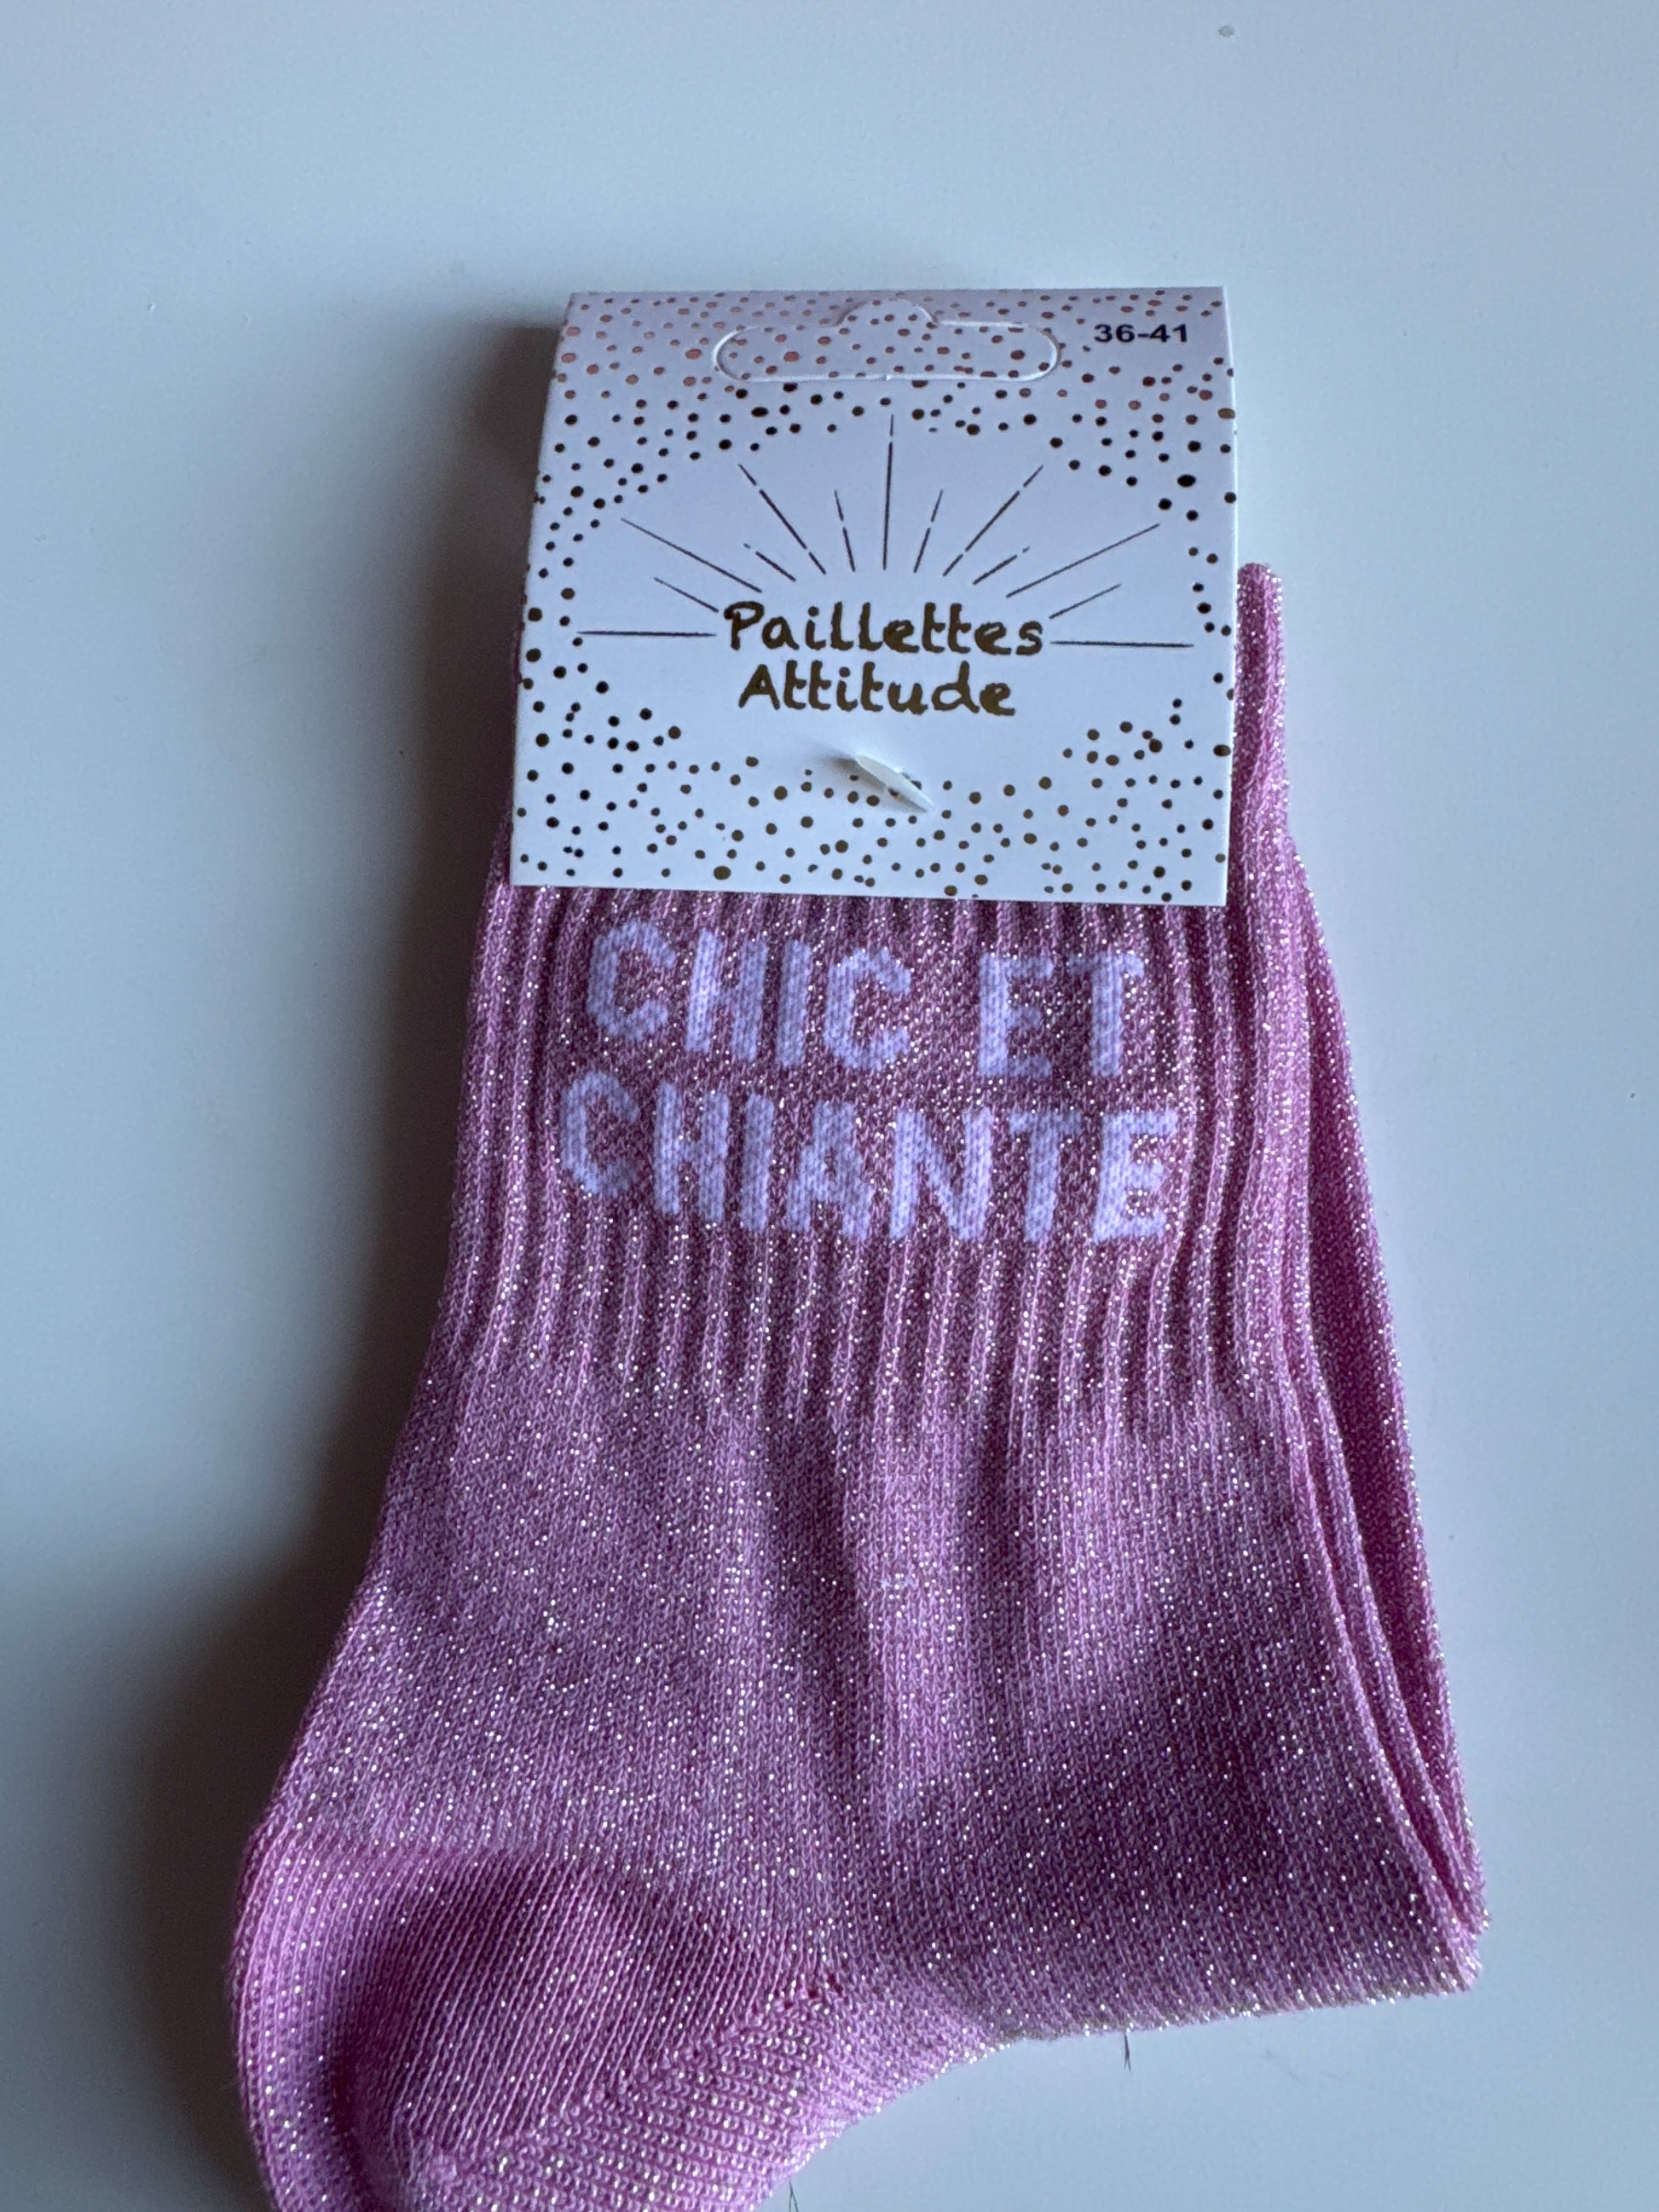 36-41
Paillettes
Attitude
CHIC ET
CHIANTE